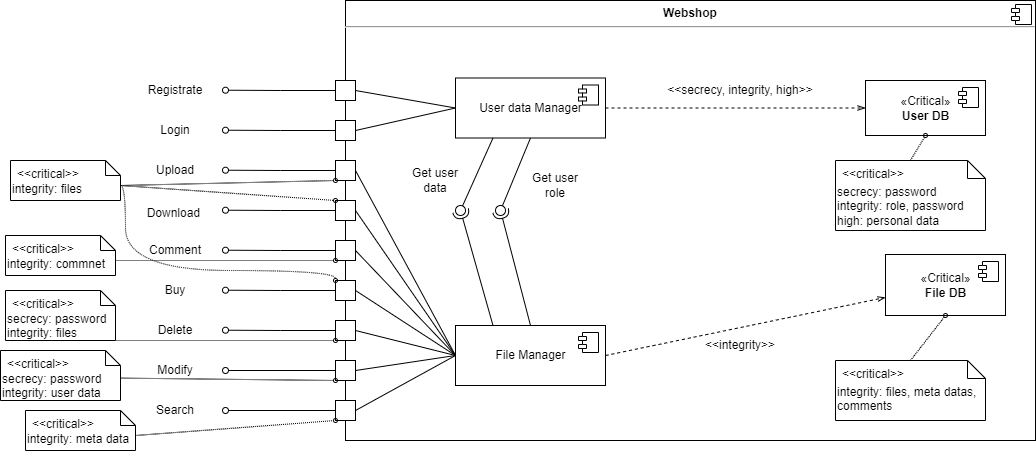 Webshop
Registrate
Login
Upload
Download
Comment
Buy
Delete
Modify
Search
<<critical>>
integrity: files
<<critical>>
integrity: commnet
<<critical>>
secrecy: password
integrity: files
<<critical>>
secrecy: password
integrity: user data
<<critical>>
integrity: meta data
User data Manager
<<secrecy, integrity, high>>
«Critical»
User DB
Get user
data
Get user
role
<<critical>>
secrecy: password
integrity: role, password
high: personal data
File Manager
<<integrity>>
«Critical»
File DB
<<critical>>
integrity: files, meta datas,
comments